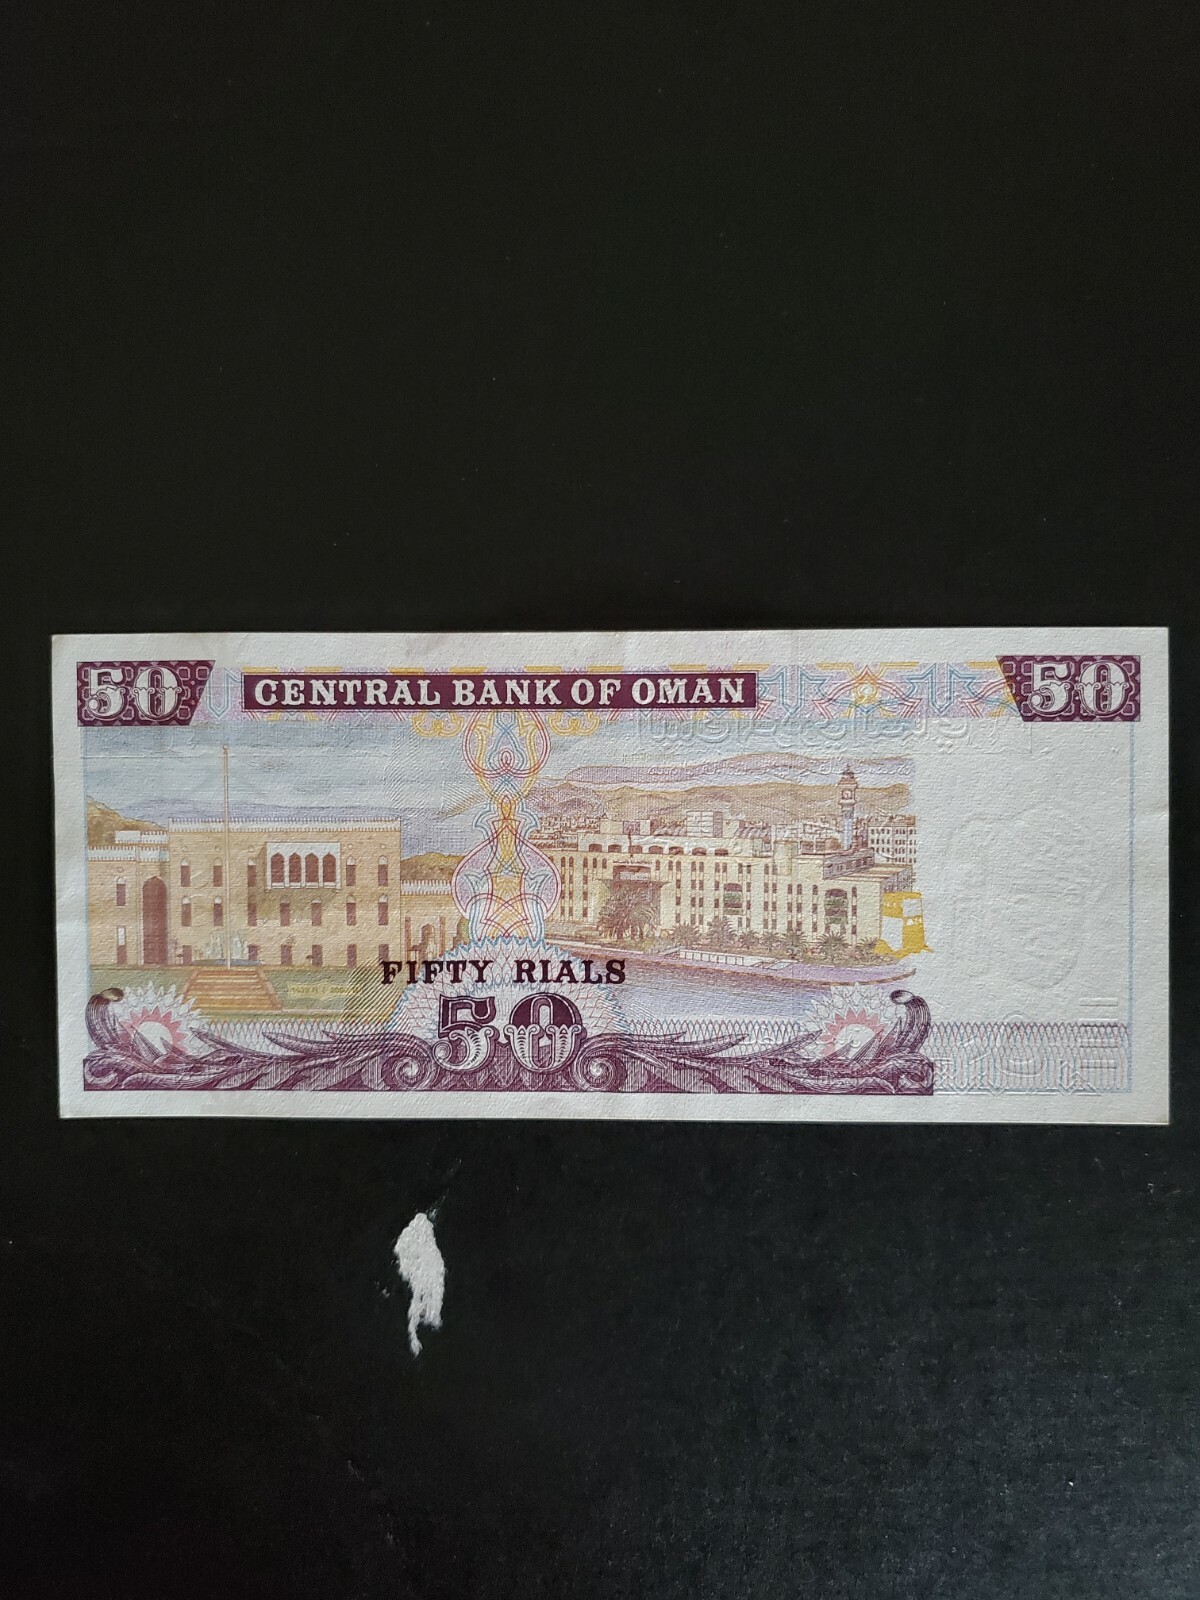 50 CENTRAL BANK OF OMAN 50
FIFTY RIALS
50